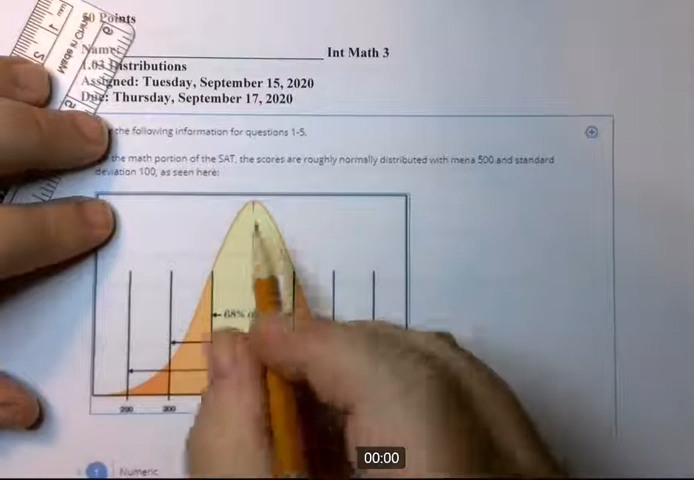 50 Points
Name: Int Math 3
1.03 Distributions
Assigned: Tuesday, September 15, 2020
Due: Thursday, September 17, 2020
the following information for questions 1-5.
the math portion of the SAT, the scores are roughly normally distributed with mena 500 and standard
deviation 100, as seen here:
68%
200 300
1 Numeric
00:00